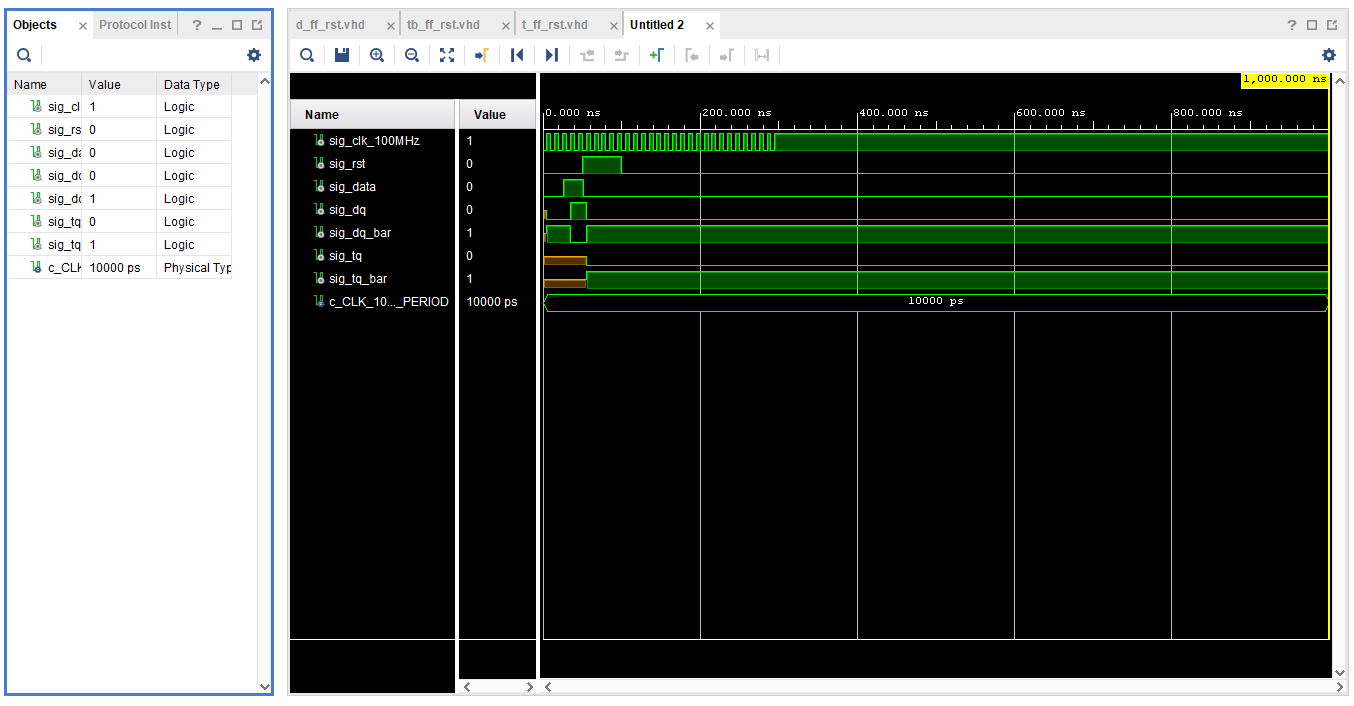 Objects × Protocol Inst ?
Name Value Data Type
sig_cl 1 Logic
sig_rs 0 Logic
sig_da 0 Logic
sig_dq 0 Logic
sig_dq 1 Logic
sig_tq 0 Logic
sig_tq 1 Logic
c_CLK 10000 ps Physical Typ
d_ff_rst.vhd × tb_ff_rst.vhd × t_ff_rst.vhd × Untitled 2 × ?
1,000.000 ns
Name Value
0.000 ns 200.000 ns 400.000 ns 600.000 ns 800.000 ns
sig_clk_100MHz 1
sig_rst 0
sig_data 0
sig_dq 0
sig_dq_bar 1
sig_tq 0
sig_tq_bar 1
c_CLK_10..._PERIOD 10000 ps 10000 ps